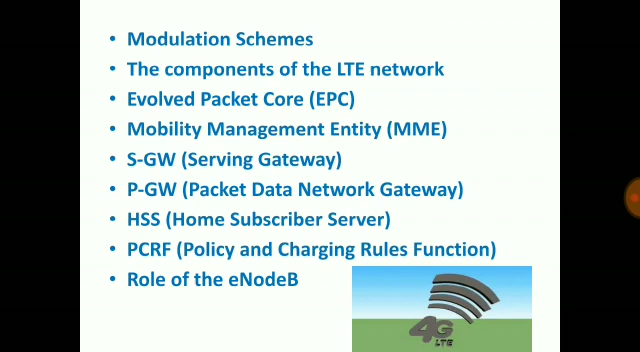 • Modulation Schemes
• The components of the LTE network
• Evolved Packet Core (EPC)
• Mobility Management Entity (MME)
• S-GW (Serving Gateway)
• P-GW (Packet Data Network Gateway)
• HSS (Home Subscriber Server)
• PCRF (Policy and Charging Rules Function)
• Role of the eNodeB
4G
LTE